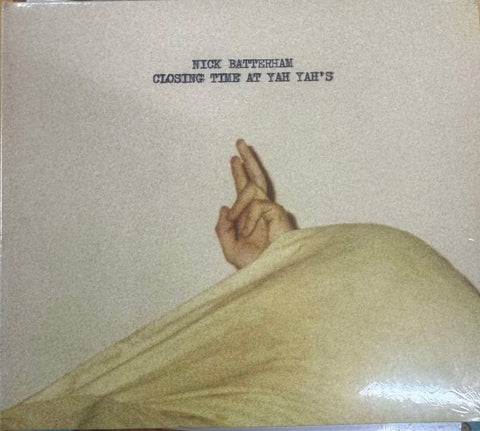 NICK BATTERHAM
CLOSING TIME AT YAH YAH'S